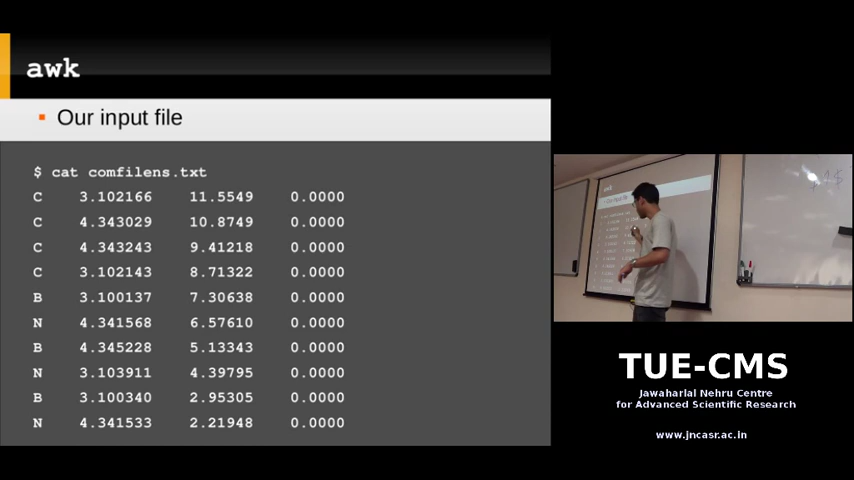 awk
Our input file
$ cat comfilens.txt
C 3.102166 11.5549 0.0000
C 4.343029 10.8749 0.0000
C 4.343243 9.41218 0.0000
C 3.102143 8.71322 0.0000
B 3.100137 7.30638 0.0000
N 4.341568 6.57610 0.0000
B 4.345228 5.13343 0.0000
N 3.103911 4.39795 0.0000
B 3.100340 2.95305 0.0000
N 4.341533 2.21948 0.0000
awk
TUE-CMS
Jawaharlal Nehru Centre
for Advanced Scientific Research
www.jncasr.ac.in